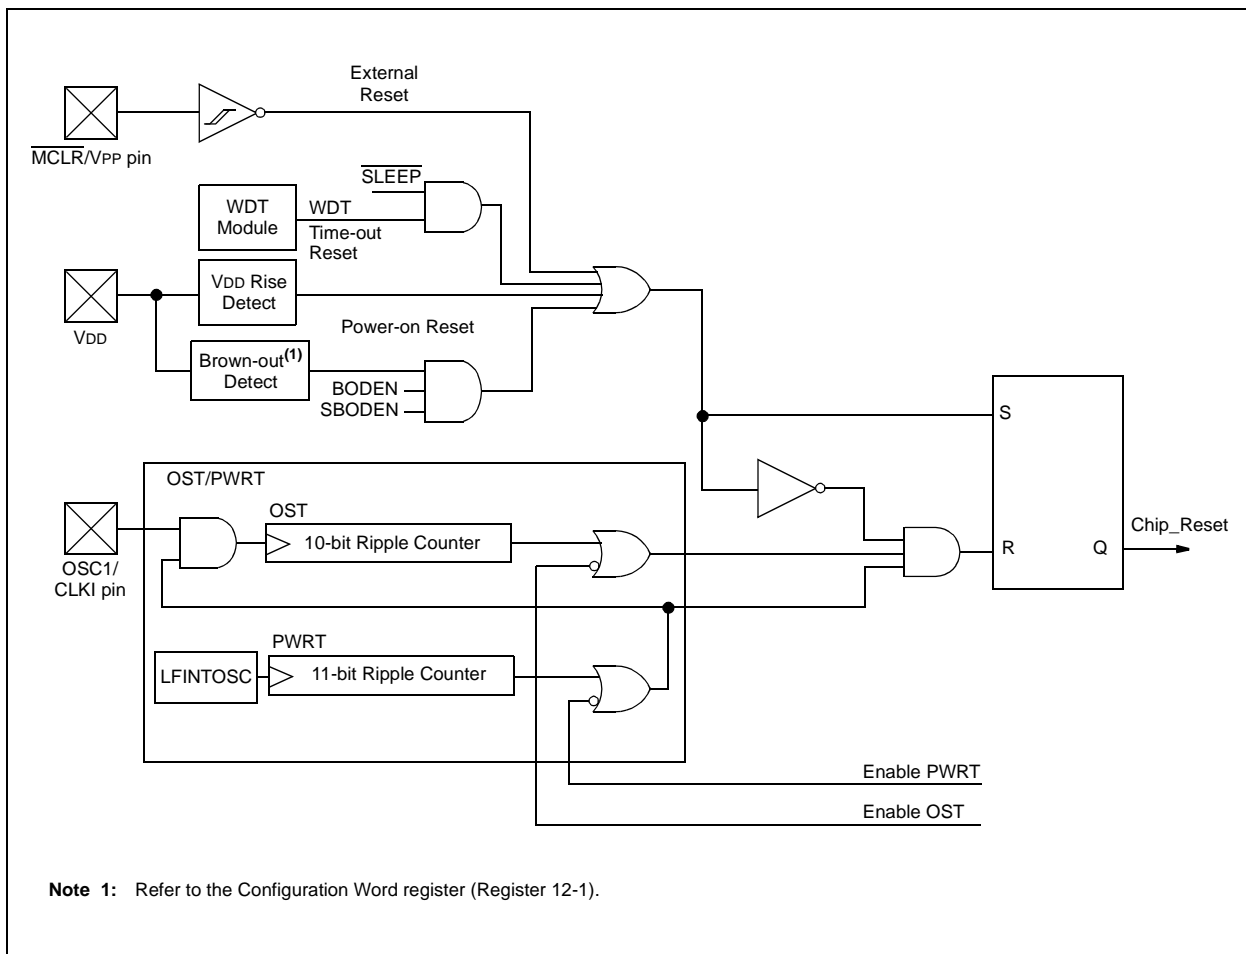 External
Reset
MCLR/VPP pin
SLEEP
WDT
Module
WDT
Time-out
Reset
VDD
VDD Rise
Detect
Power-on Reset
Brown-out(1)
Detect
BODEN
SBODEN
S
R
Q
Chip_Reset
OST/PWRT
OST
10-bit Ripple Counter
OSC1/
CLKI pin
PWRT
LFINTOSC
11-bit Ripple Counter
Enable PWRT
Enable OST
Note 1: Refer to the Configuration Word register (Register 12-1).